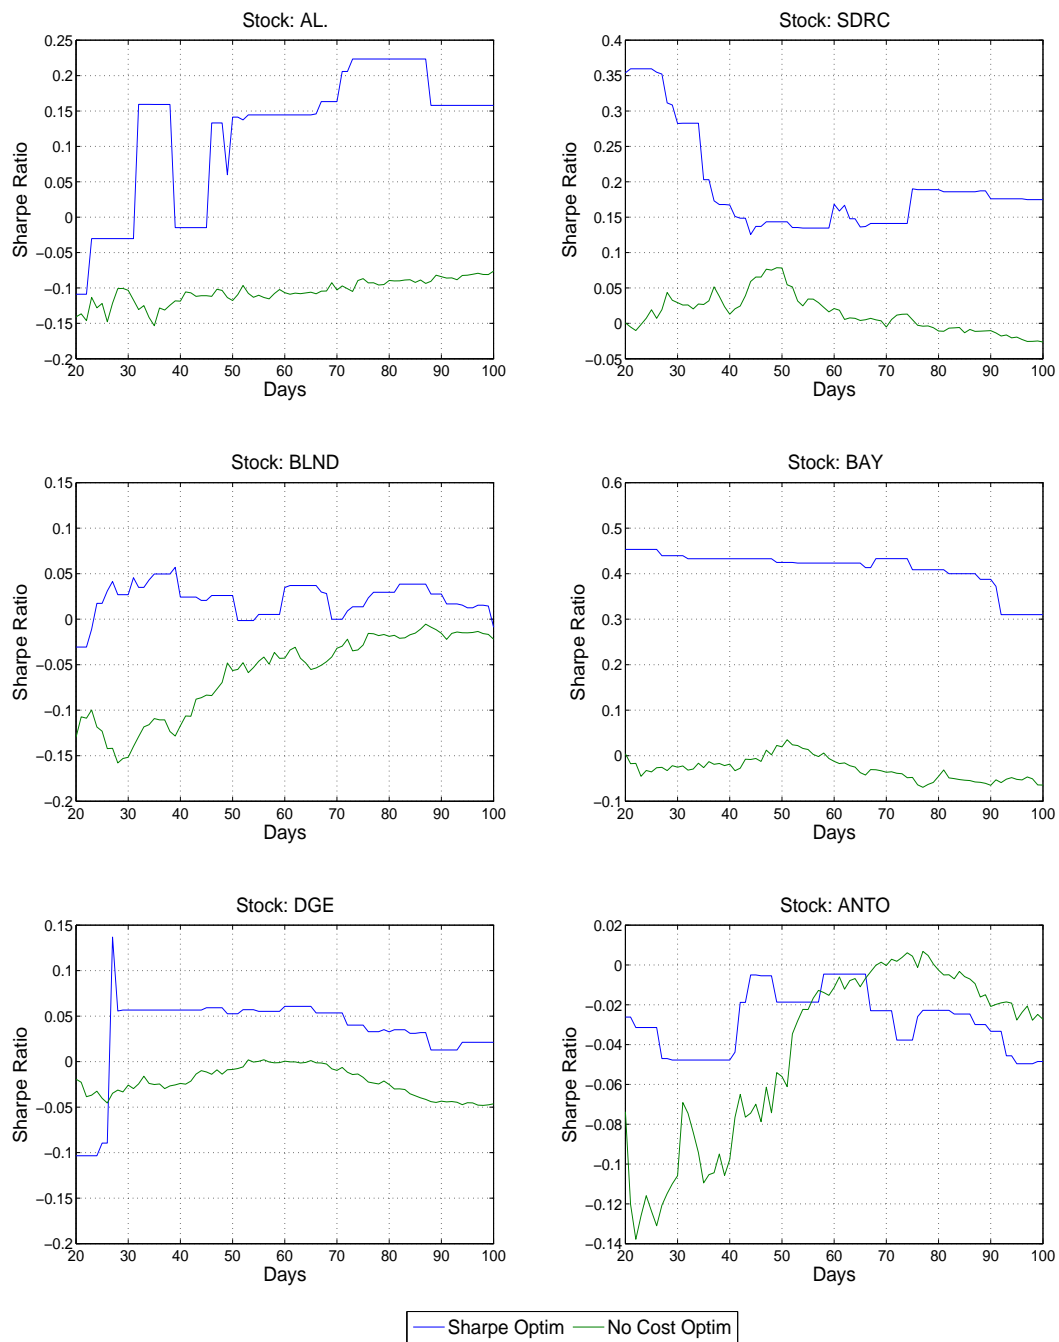 Stock: AL.
0.25
0.2
0.15
0.1
0.05
0
−0.05
−0.1
−0.15
−0.2
Sharpe Ratio
20 30 40 50 60 70 80 90 100
Days
Stock: SDRC
0.4
0.35
0.3
0.25
0.2
0.15
0.1
0.05
0
−0.05
Sharpe Ratio
20 30 40 50 60 70 80 90 100
Days
Stock: BLND
0.15
0.1
0.05
0
−0.05
−0.1
−0.15
−0.2
Sharpe Ratio
20 30 40 50 60 70 80 90 100
Days
Stock: BAY
0.6
0.5
0.4
0.3
0.2
0.1
0
−0.1
Sharpe Ratio
20 30 40 50 60 70 80 90 100
Days
Stock: DGE
0.15
0.1
0.05
0
−0.05
−0.1
−0.15
−0.2
Sharpe Ratio
20 30 40 50 60 70 80 90 100
Days
Stock: ANTO
0.02
0
−0.02
−0.04
−0.06
−0.08
−0.1
−0.12
−0.14
Sharpe Ratio
20 30 40 50 60 70 80 90 100
Days
Sharpe Optim No Cost Optim